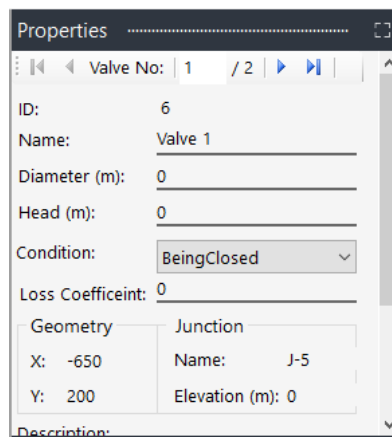 Properties
Valve No: 1 / 2
ID: 6
Name: Valve 1
Diameter (m): 0
Head (m): 0
Condition: BeingClosed
Loss Coefficeint: 0
Geometry Junction
X: -650 Name: J-5
Y: 200 Elevation (m): 0
Description: